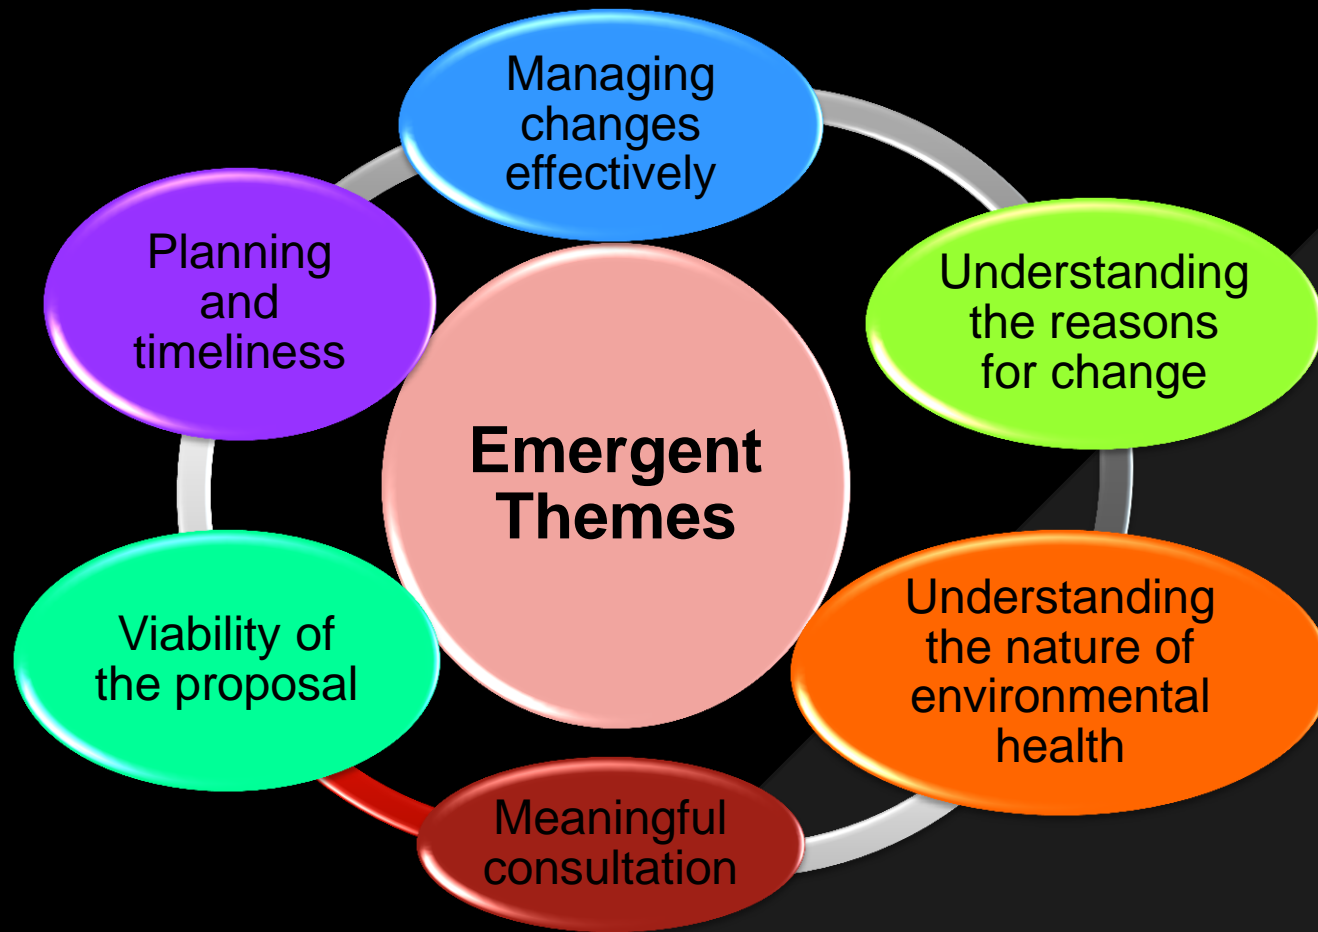 Managing
changes
effectively
Understanding
the reasons
for change
Understanding
the nature of
environmental
health
Meaningful
consultation
Viability of
the proposal
Planning
and
timeliness
Emergent
Themes